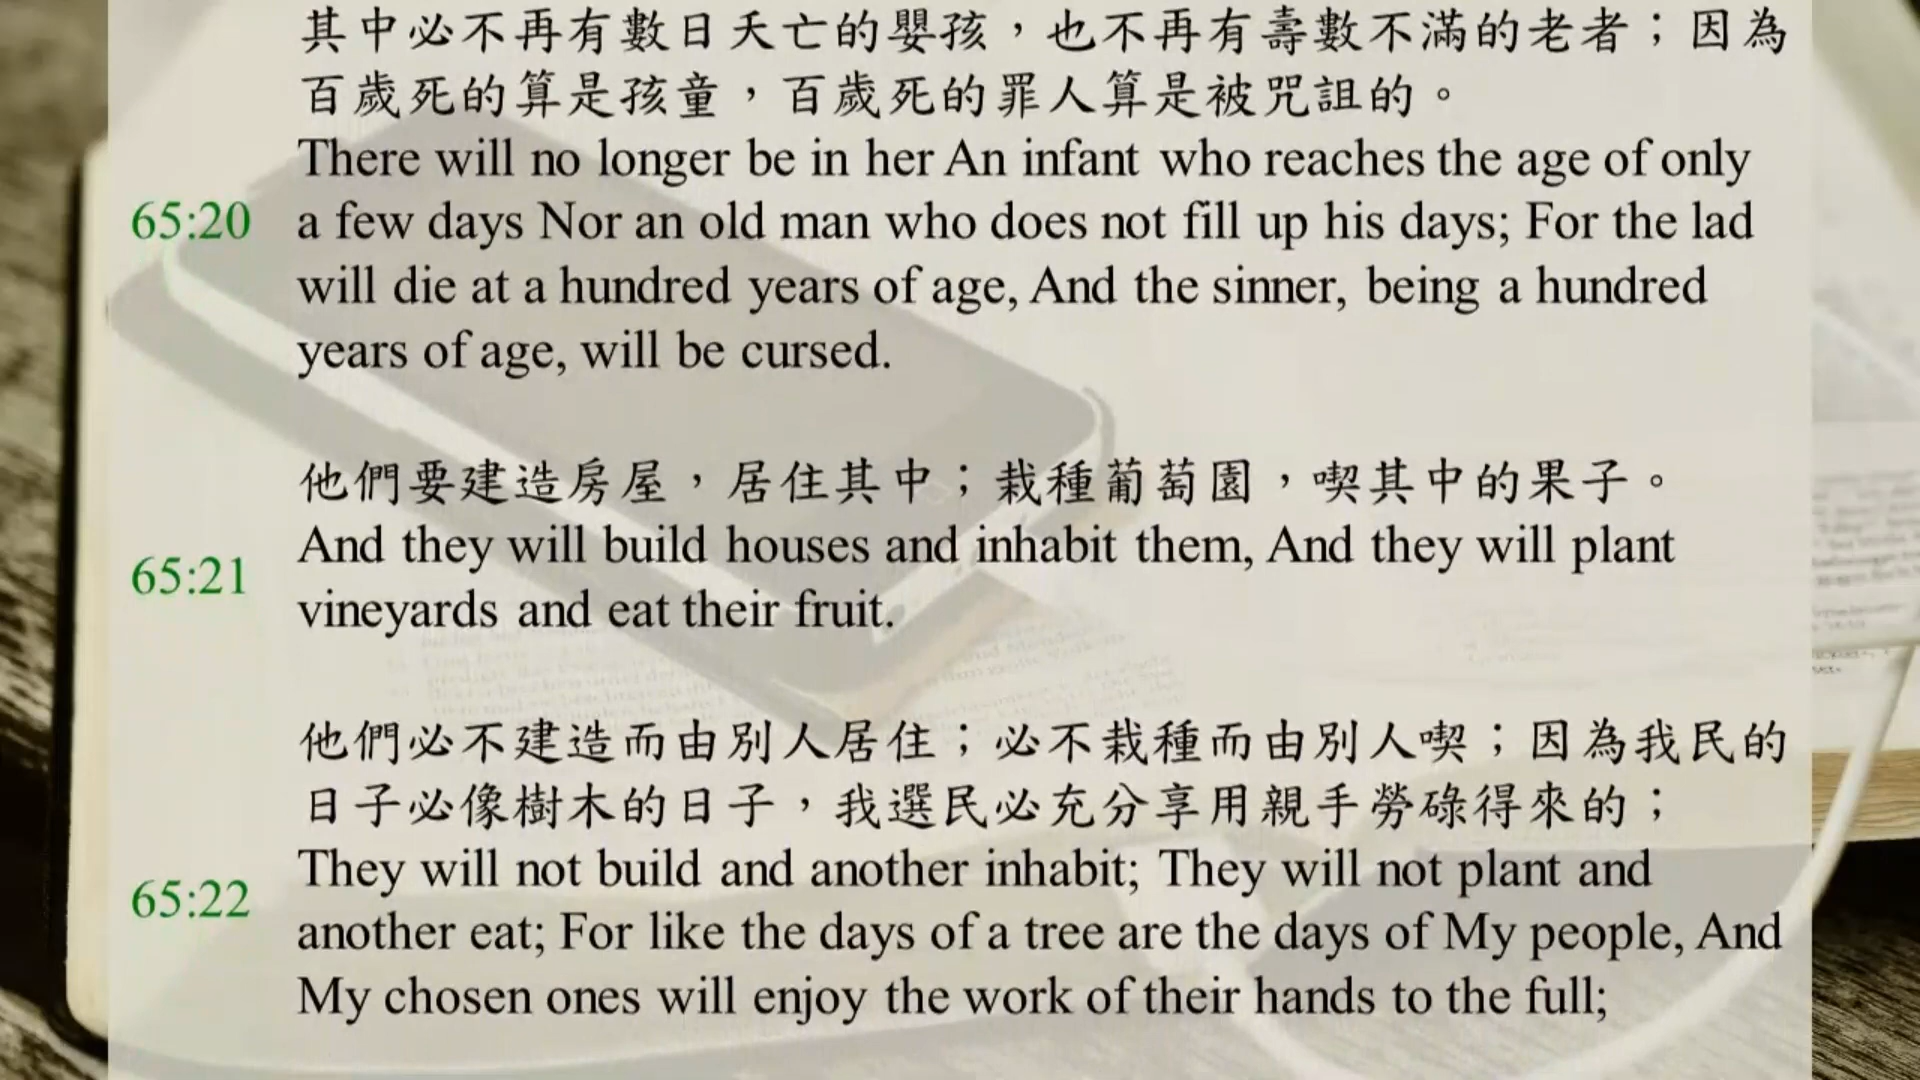 其中必不再有數日夭亡的嬰孩，也不再有壽數不滿的老者；因為
百歲死的算是孩童，百歲死的罪人算是被咒詛的。
There will no longer be in her An infant who reaches the age of only
65:20 a few days Nor an old man who does not fill up his days; For the lad
will die at a hundred years of age, And the sinner, being a hundred
years of age, will be cursed.
他們要建造房屋，居住其中；栽種葡萄園，喫其中的果子。
And they will build houses and inhabit them, And they will plant
65:21
vineyards and eat their fruit.
他們必不建造而由別人居住；必不栽種而由別人喫；因為我民的
日子必像樹木的日子，我選民必充分享用親手勞碌得來的；
They will not build and another inhabit; They will not plant and
65:22
another eat; For like the days of a tree are the days of My people, And
My chosen ones will enjoy the work of their hands to the full;